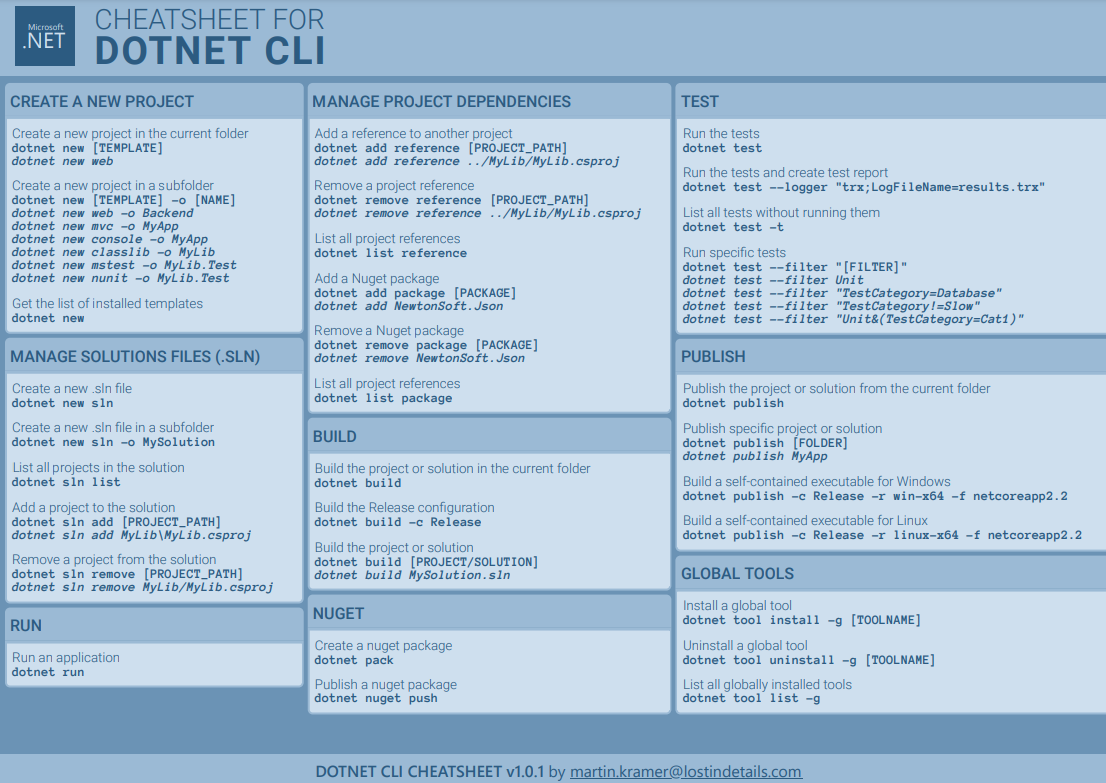 Microsoft
.NET
CHEATSHEET FOR
DOTNET CLI
CREATE A NEW PROJECT
Create a new project in the current folder
dotnet new [TEMPLATE]
dotnet new web
Create a new project in a subfolder
dotnet new [TEMPLATE] -o [NAME]
dotnet new web -o Backend
dotnet new mvc -o MyApp
dotnet new console -o MyApp
dotnet new classlib -o MyLib
dotnet new mstest -o MyLib.Test
dotnet new nunit -o MyLib.Test
Get the list of installed templates
dotnet new
MANAGE SOLUTIONS FILES (.SLN)
Create a new .sln file
dotnet new sln
Create a new .sln file in a subfolder
dotnet new sln -o MySolution
List all projects in the solution
dotnet sln list
Add a project to the solution
dotnet sln add [PROJECT_PATH]
dotnet sln add MyLib\MyLib.csproj
Remove a project from the solution
dotnet sln remove [PROJECT_PATH]
dotnet sln remove MyLib/MyLib.csproj
RUN
Run an application
dotnet run
MANAGE PROJECT DEPENDENCIES
Add a reference to another project
dotnet add reference [PROJECT_PATH]
dotnet add reference ../MyLib/MyLib.csproj
Remove a project reference
dotnet remove reference [PROJECT_PATH]
dotnet remove reference ../MyLib/MyLib.csproj
List all project references
dotnet list reference
Add a Nuget package
dotnet add package [PACKAGE]
dotnet add NewtonSoft.Json
Remove a Nuget package
dotnet remove package [PACKAGE]
dotnet remove NewtonSoft.Json
List all project references
dotnet list package
BUILD
Build the project or solution in the current folder
dotnet build
Build the Release configuration
dotnet build -c Release
Build the project or solution
dotnet build [PROJECT/SOLUTION]
dotnet build MySolution.sln
NUGET
Create a nuget package
dotnet pack
Publish a nuget package
dotnet nuget push
TEST
Run the tests
dotnet test
Run the tests and create test report
dotnet test --logger "trx;LogFileName=results.trx"
List all tests without running them
dotnet test -t
Run specific tests
dotnet test --filter "[FILTER]"
dotnet test --filter Unit
dotnet test --filter "TestCategory=Database"
dotnet test --filter "TestCategory!=Slow"
dotnet test --filter "Unit&(TestCategory=Cat1)"
PUBLISH
Publish the project or solution from the current folder
dotnet publish
Publish specific project or solution
dotnet publish [FOLDER]
dotnet publish MyApp
Build a self-contained executable for Windows
dotnet publish -c Release -r win-x64 -f netcoreapp2.2
Build a self-contained executable for Linux
dotnet publish -c Release -r linux-x64 -f netcoreapp2.2
GLOBAL TOOLS
Install a global tool
dotnet tool install -g [TOOLNAME]
Uninstall a global tool
dotnet tool uninstall -g [TOOLNAME]
List all globally installed tools
dotnet tool list -g
DOTNET CLI CHEATSHEET v1.0.1 by martin.kramer@lostindetails.com